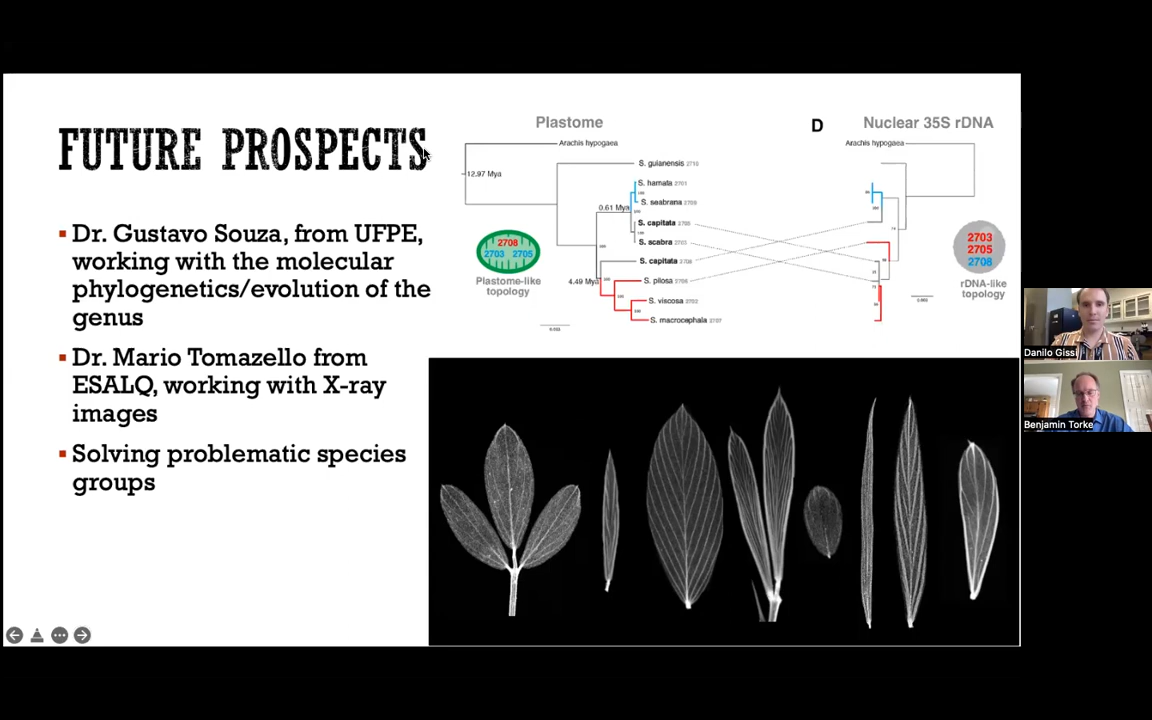 FUTURE PROSPECTS
Dr. Gustavo Souza, from UFPE,
working with the molecular
phylogenetics/evolution of the
genus
Dr. Mario Tomazello from
ESALQ, working with X-ray
images
Solving problematic species
groups
Plastome
Arachis hypogaea
12.97 Mya
S. guianensis
S. hamata 2701
0.61 Mya
S. seabrana
S. capitata
S. scabra
S. capitata
4.49 Mya
S. pilosa
S. viscosa
S. macrocephala 2707
2708
2703 2705
Plastome-like
topology
D
Nuclear 35S rDNA
Arachis hypogaea
2703
2705
2708
rDNA-like
topology
Danilo Gissi
Benjamin Torke